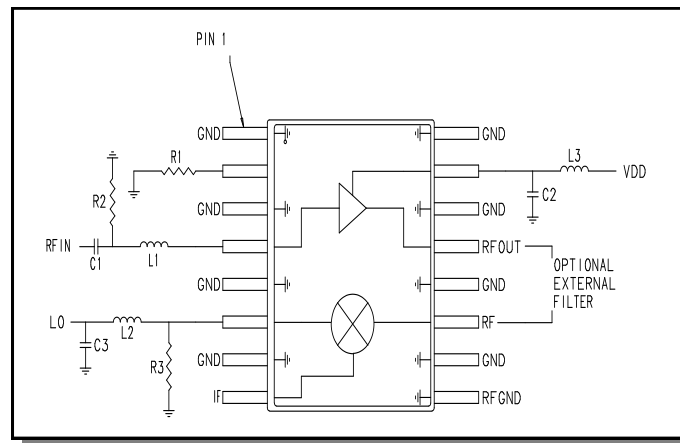 PIN 1
GND
GND
R1
L3
VDD
R2
C2
GND
GND
RFIN
C1
L1
RFOUT
OPTIONAL
EXTERNAL
FILTER
GND
GND
LO
L2
RF
C3
R3
GND
GND
IF
RFGND